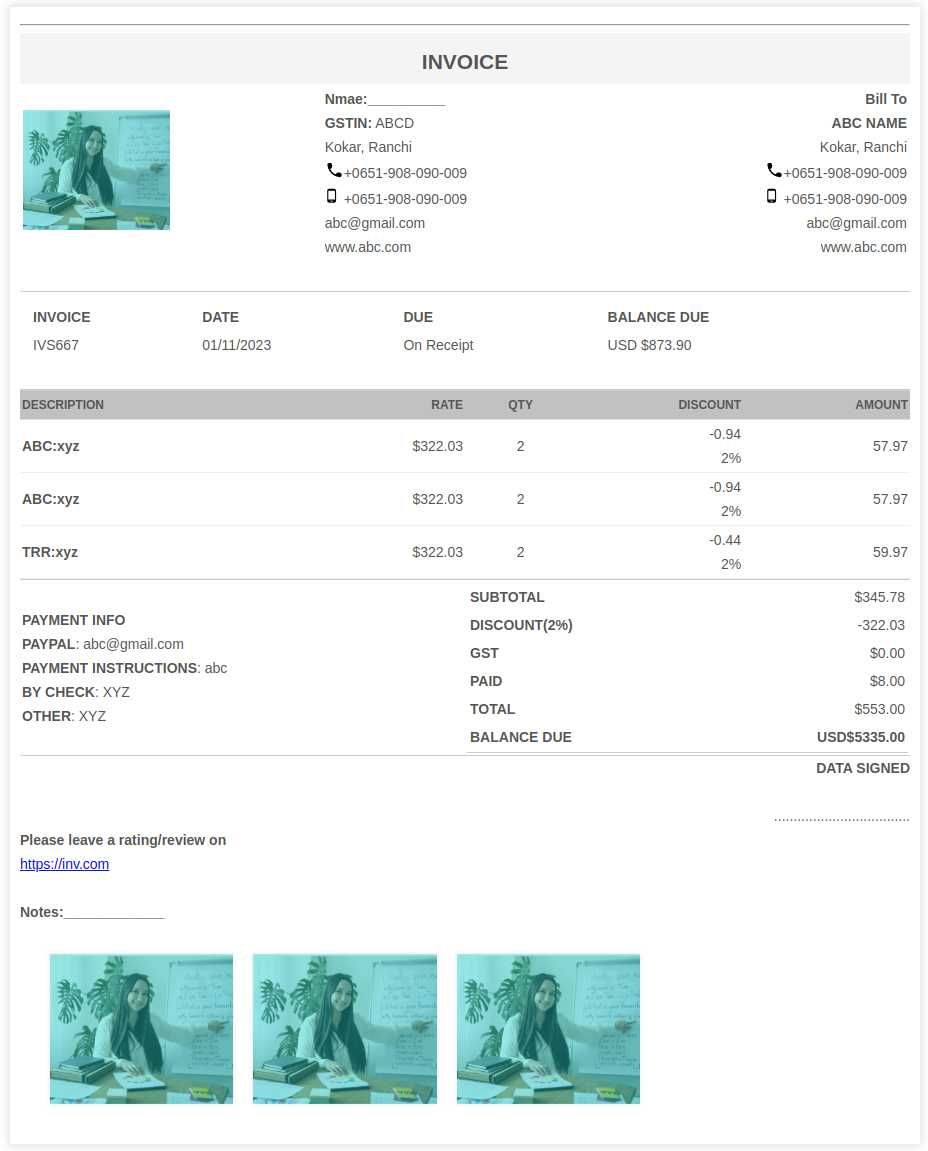 INVOICE
Nmae:__________
GSTIN: ABCD
Kokar, Ranchi
+0651-908-090-009
+0651-908-090-009
abc@gmail.com
www.abc.com
Bill To
ABC NAME
Kokar, Ranchi
+0651-908-090-009
+0651-908-090-009
abc@gmail.com
www.abc.com
INVOICE DATE DUE BALANCE DUE
IVS667 01/11/2023 On Receipt USD $873.90
DESCRIPTION RATE QTY DISCOUNT AMOUNT
ABC:xyz $322.03 2 -0.94 2% 57.97
ABC:xyz $322.03 2 -0.94 2% 57.97
TRR:xyz $322.03 2 -0.44 2% 59.97
PAYMENT INFO
PAYPAL: abc@gmail.com
PAYMENT INSTRUCTIONS: abc
BY CHECK: XYZ
OTHER: XYZ
SUBTOTAL $345.78
DISCOUNT(2%) -322.03
GST $0.00
PAID $8.00
TOTAL $553.00
BALANCE DUE USD$5335.00
DATA SIGNED
...................................
Please leave a rating/review on
https://inv.com
Notes:_____________